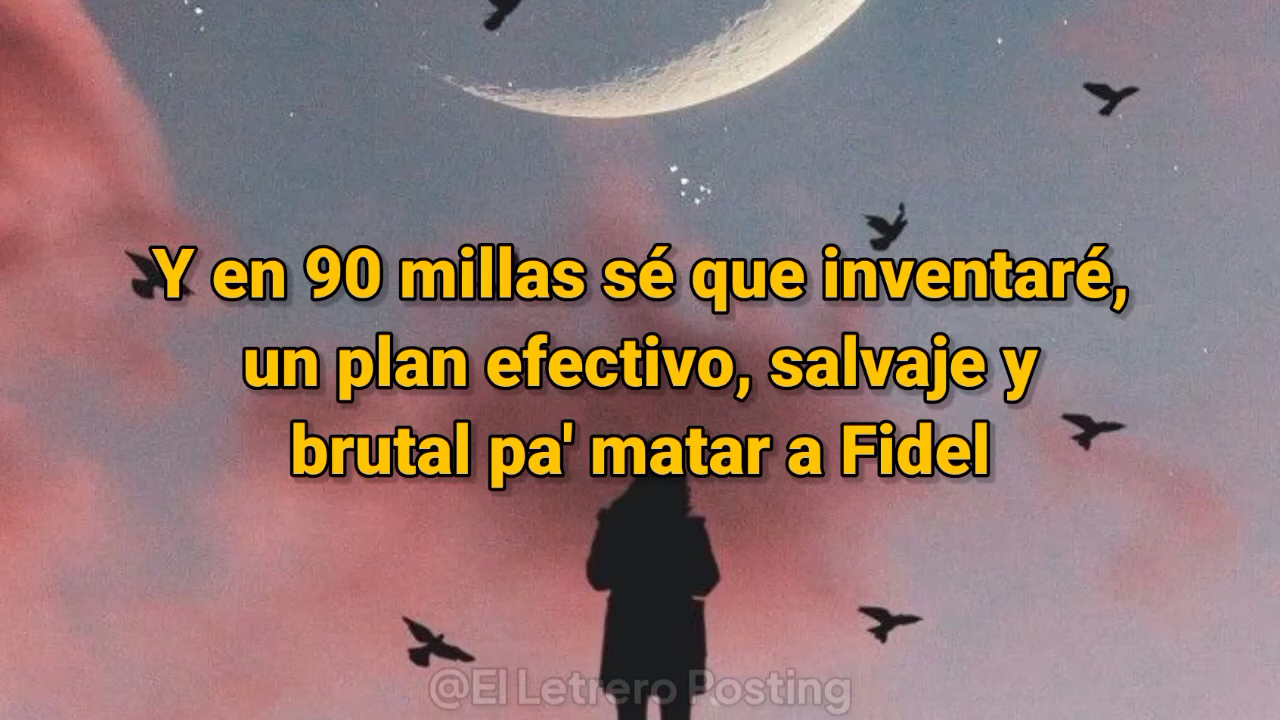 Y en 90 millas sé que inventaré,
un plan efectivo, salvaje y
brutal pa' matar a Fidel
@El Letrero Posting